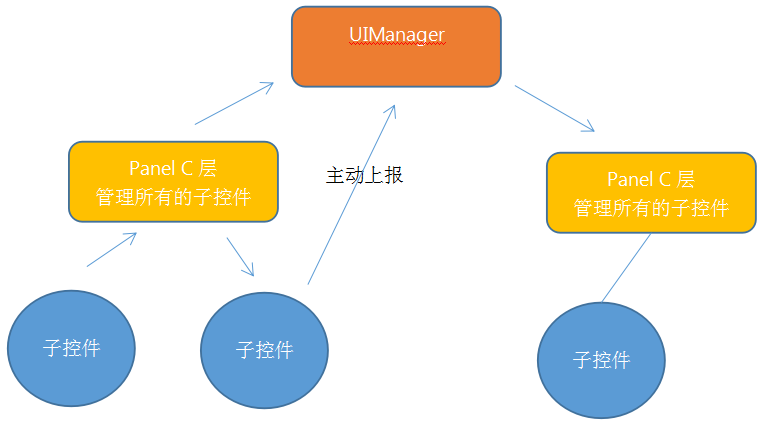 UIManager
主动上报
Panel C 层
管理所有的子控件
Panel C 层
管理所有的子控件
子控件
子控件
子控件